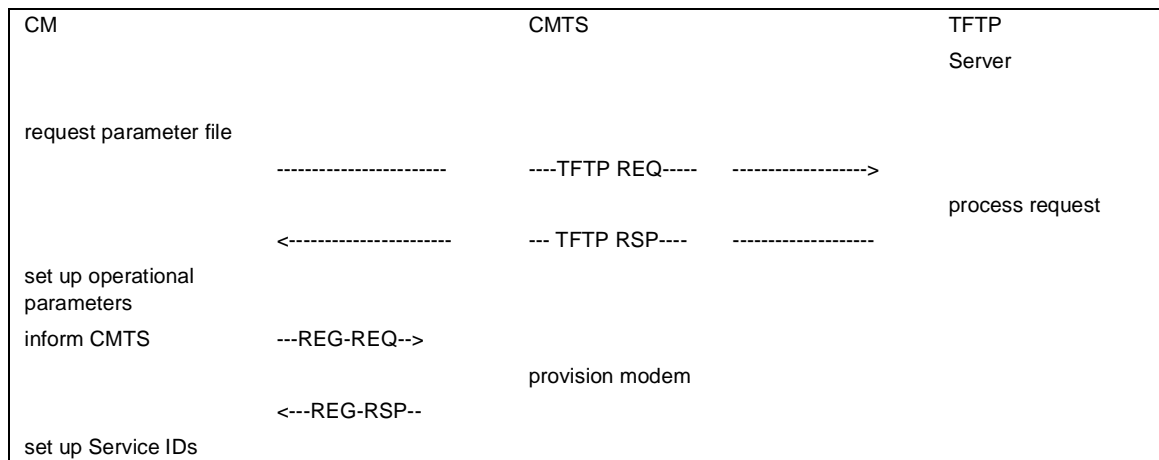 CM CMTS TFTP
Server
request parameter file
------------------------ ----TFTP REQ----- ------------------->
process request
<----------------------- --- TFTP RSP---- --------------------
set up operational
parameters
inform CMTS ---REG-REQ-->
provision modem
<---REG-RSP--
set up Service IDs